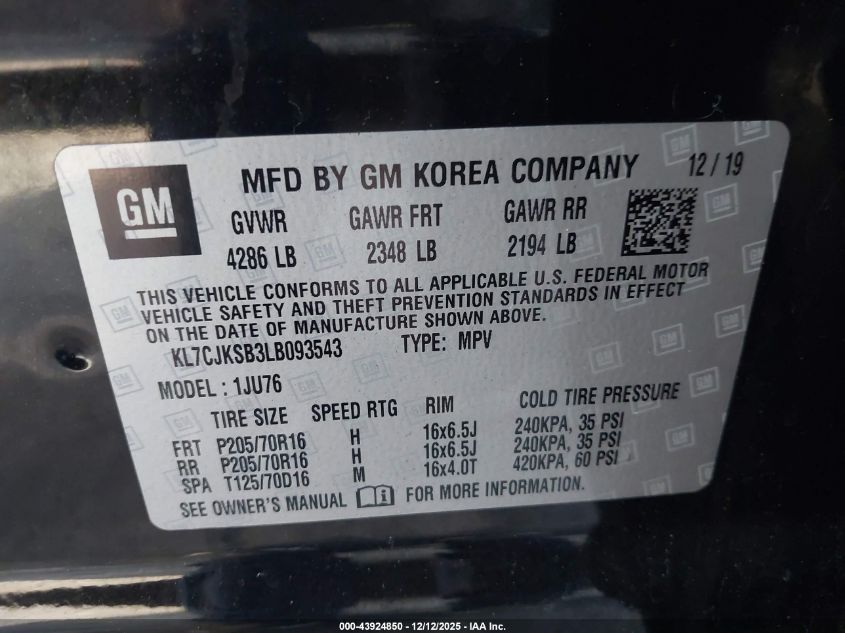 GM
MFD BY GM KOREA COMPANY 12 / 19
GVWR GAWR FRT GAWR RR
4286 LB 2348 LB 2194 LB
THIS VEHICLE CONFORMS TO ALL APPLICABLE U.S. FEDERAL MOTOR
VEHICLE SAFETY AND THEFT PREVENTION STANDARDS IN EFFECT
ON THE DATE OF MANUFACTURE SHOWN ABOVE.
KL7CJKSB3LB093543 TYPE: MPV
MODEL : 1JU76
TIRE SIZE SPEED RTG RIM COLD TIRE PRESSURE
FRT P205/70R16 H 16x6.5J 240KPA, 35 PSI
RR P205/70R16 H 16x6.5J 240KPA, 35 PSI
SPA T125/70D16 M 16x4.0T 420KPA, 60 PSI
SEE OWNER'S MANUAL FOR MORE INFORMATION.
000-43924850 - 12/12/2025 - IAA Inc.